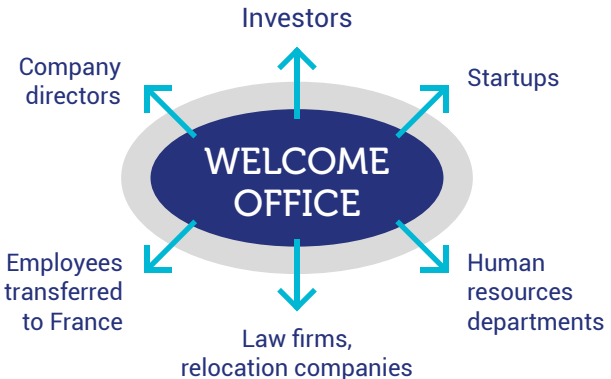 Investors
Company
directors
Startups
WELCOME
OFFICE
Employees
transferred
to France
Human
resources
departments
Law firms,
relocation companies